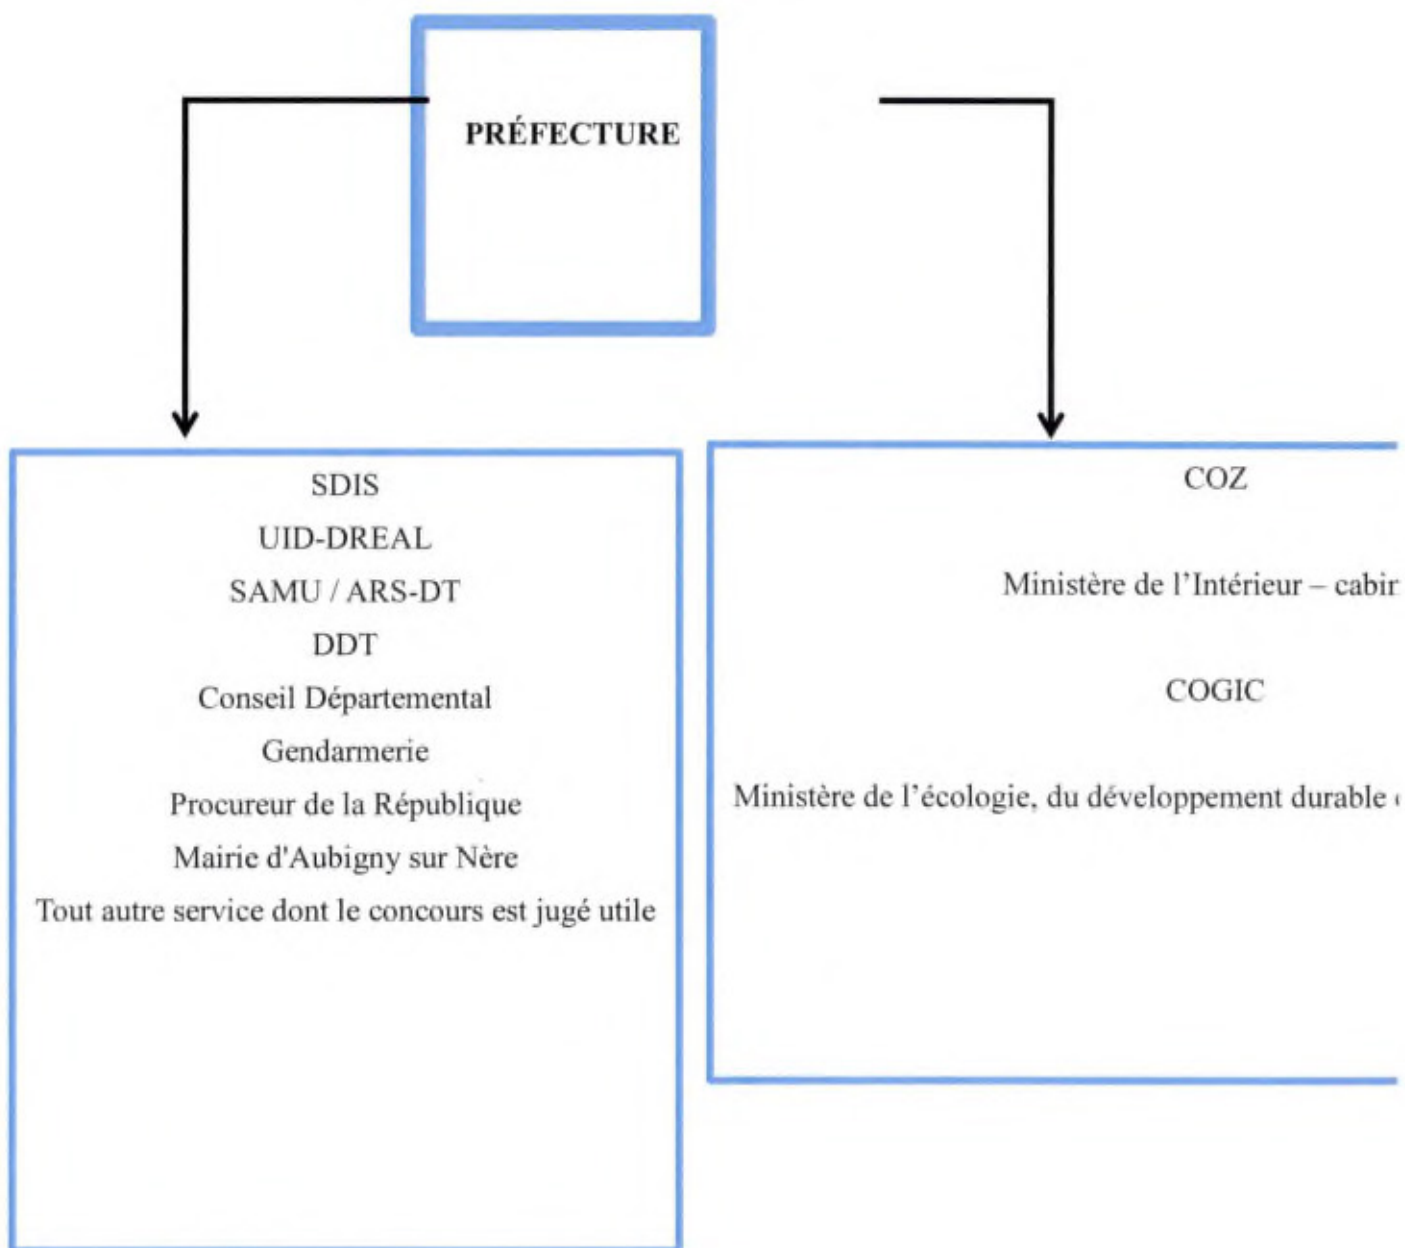 PRÉFECTURE
SDIS
UID-DREAL
SAMU / ARS-DT
DDT
Conseil Départemental
Gendarmerie
Procureur de la République
Mairie d'Aubigny sur Nère
Tout autre service dont le concours est jugé utile
COZ
Ministère de l’Intérieur –
COGIC
Ministère de l’écologie, du développement durable